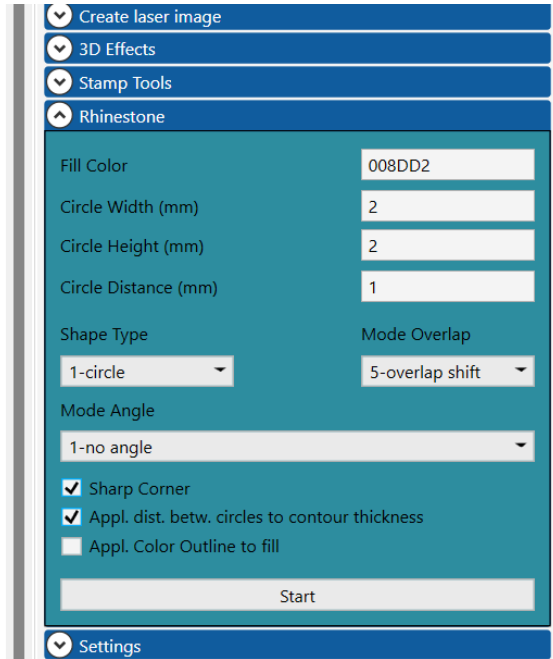 Create laser image
3D Effects
Stamp Tools
Rhinestone
Fill Color 008DD2
Circle Width (mm) 2
Circle Height (mm) 2
Circle Distance (mm) 1
Shape Type Mode Overlap
1-circle 5-overlap shift
Mode Angle
1-no angle
Sharp Corner
Appl. dist. betw. circles to contour thickness
Appl. Color Outline to fill
Start
Settings